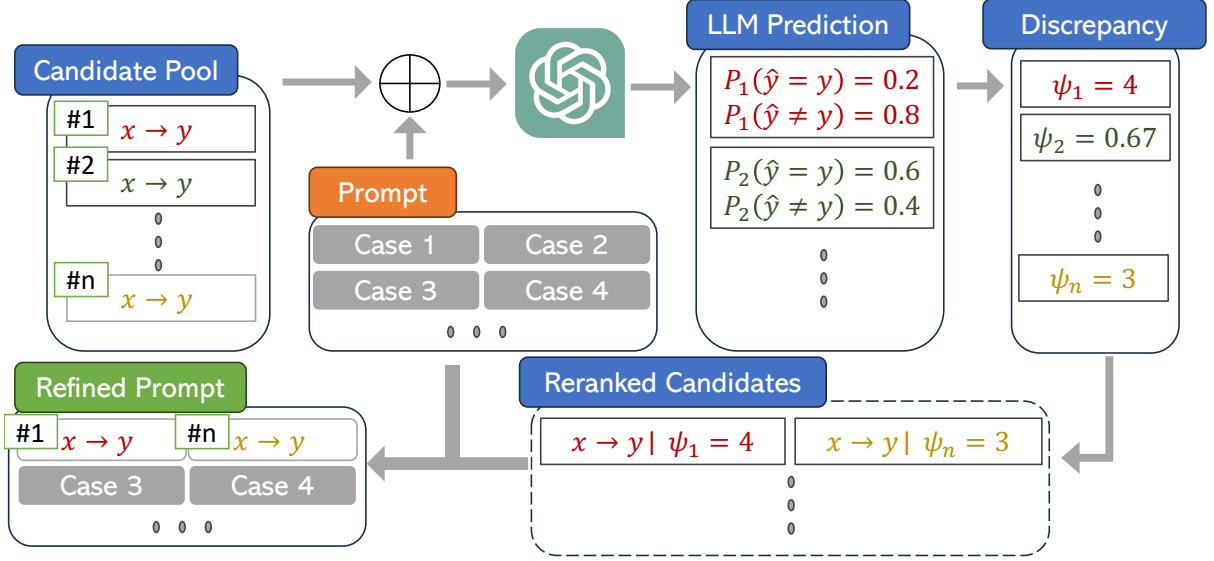 Candidate Pool
#1
x → y
#2
x → y
#n
x → y
Prompt
Case 1
Case 2
Case 3
Case 4
LLM Prediction
P₁(ŷ = y) = 0.2
P₁(ŷ ≠ y) = 0.8
P₂(ŷ = y) = 0.6
P₂(ŷ ≠ y) = 0.4
Discrepancy
ψ₁ = 4
ψ₂ = 0.67
ψₙ = 3
Reranked Candidates
x → y | ψ₁ = 4
x → y | ψₙ = 3
Refined Prompt
#1
x → y
#n
x → y
Case 3
Case 4